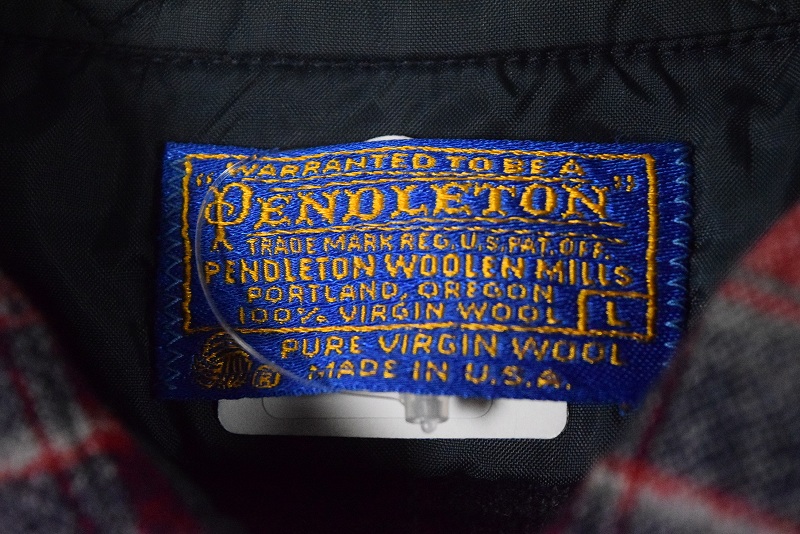 WARRANTED TO BE A
"PENDLETON"
TRADE MARK REG. U.S. PAT. OFF.
PENDLETON WOOLEN MILLS
PORTLAND, OREGON
100% VIRGIN WOOL L
PURE VIRGIN WOOL
® MADE IN U.S.A.